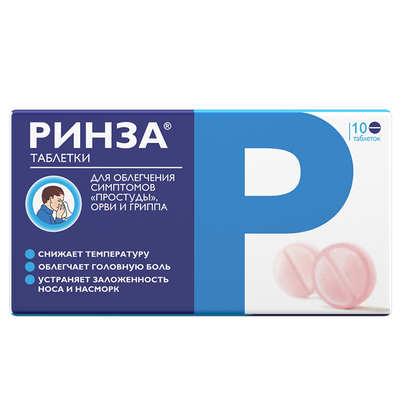 РИНЗА®
ТАБЛЕТКИ
ДЛЯ ОБЛЕГЧЕНИЯ
СИМПТОМОВ
«ПРОСТУДЫ»,
ОРВИ И ГРИППА
СНИЖАЕТ ТЕМПЕРАТУРУ
ОБЛЕГЧАЕТ ГОЛОВНУЮ БОЛЬ
УСТРАНЯЕТ ЗАЛОЖЕННОСТЬ
НОСА И НАСМОРК
Р
10
таблеток